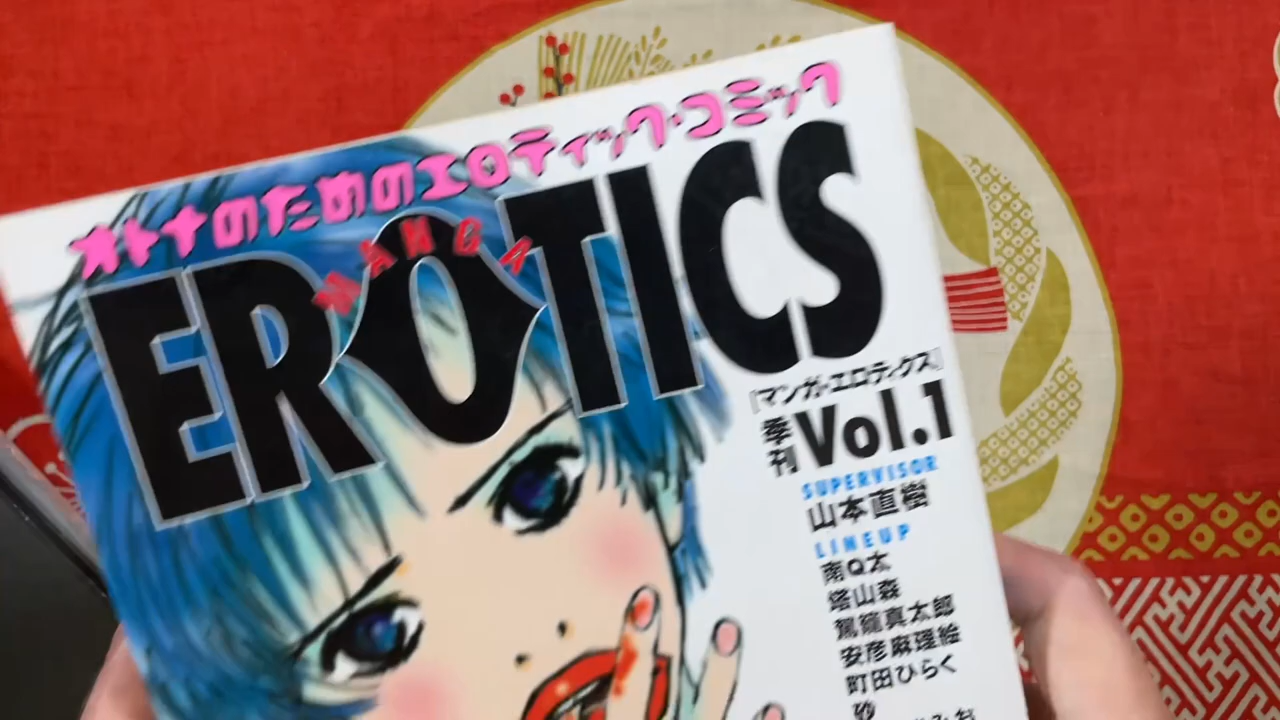 オトナのためのエロティック・コミック
MANGA
EROTICS
[マンガ・エロティクス]
季刊 Vol.1
SUPERVISOR
山本直樹
LINEUP
南Q太
塔山森
駕籠真太郎
安彦麻理絵
町田ひらく
砂